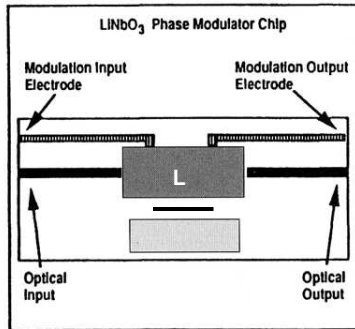 LiNbO₃ Phase Modulator Chip
Modulation Input
Electrode
Modulation Output
Electrode
L
Optical
Input
Optical
Output